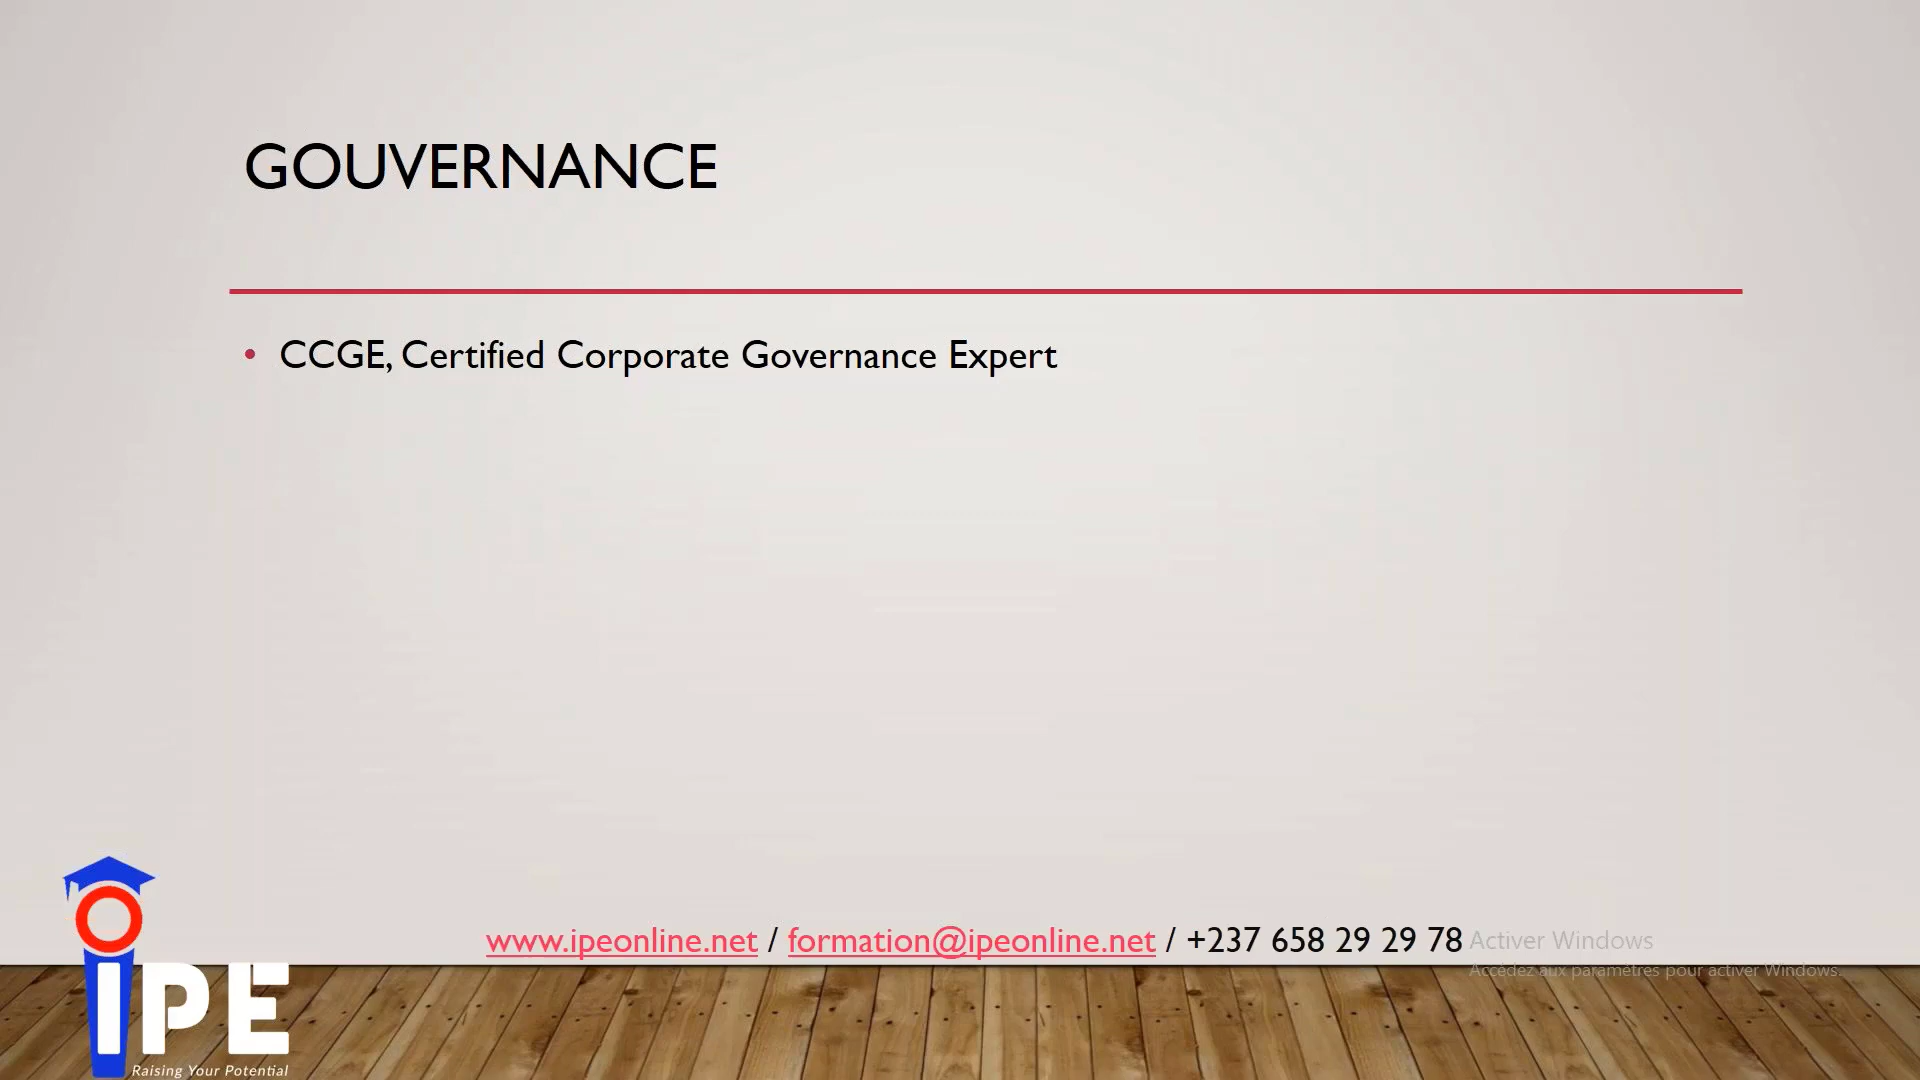 GOUVERNANCE
• CCGE, Certified Corporate Governance Expert
www.ipeonline.net / formation@ipeonline.net / +237 658 29 29 78
Activer Windows
Accédez aux paramètres pour activer Windows.
iPE
Raising Your Potential